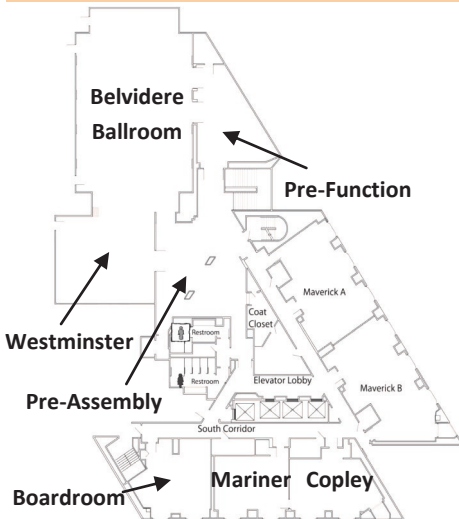 Belvidere
Ballroom
Pre-Function
Maverick A
Coat
Closet
Westminster
Restroom
Restroom
Elevator Lobby
Maverick B
Pre-Assembly
South Corridor
Mariner
Copley
Boardroom